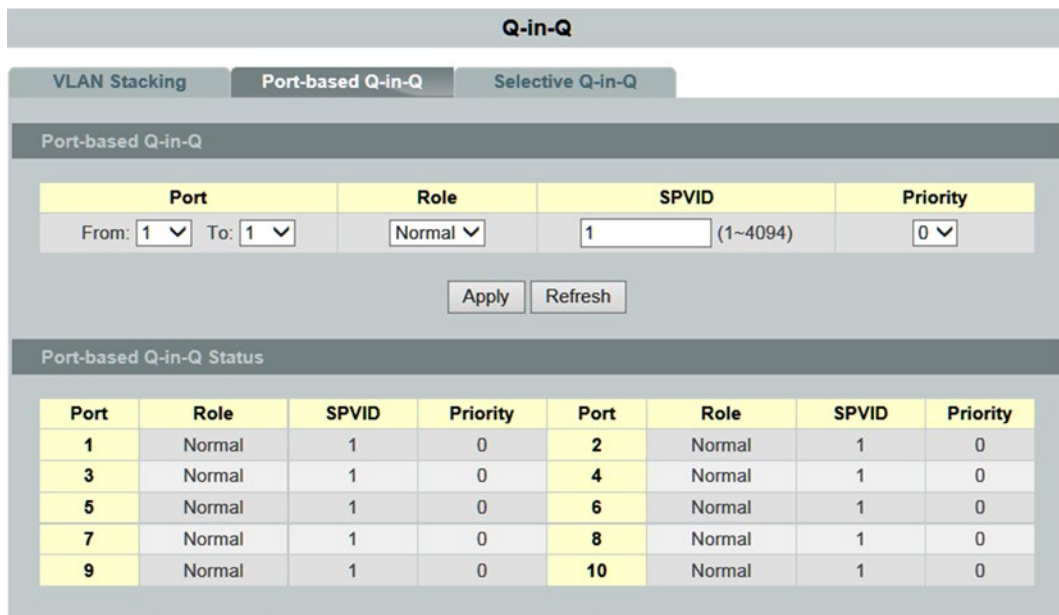 Q-in-Q
VLAN Stacking Port-based Q-in-Q Selective Q-in-Q
Port-based Q-in-Q
Port Role SPVID Priority
From: 1 To: 1 Normal 1 (1~4094) 0
Apply Refresh
Port-based Q-in-Q Status
Port Role SPVID Priority Port Role SPVID Priority
1 Normal 1 0 2 Normal 1 0
3 Normal 1 0 4 Normal 1 0
5 Normal 1 0 6 Normal 1 0
7 Normal 1 0 8 Normal 1 0
9 Normal 1 0 10 Normal 1 0